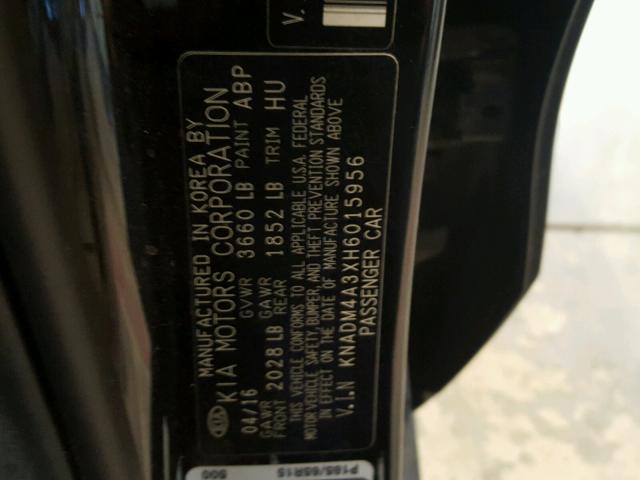 MANUFACTURED IN KOREA BY
KIA MOTORS CORPORATION
04/16 GVWR 3660 LB PAINT ABP
GAWR FRONT 2028 LB GAWR REAR 1852 LB TRIM HU
THIS VEHICLE CONFORMS TO ALL APPLICABLE U.S.A. FEDERAL
MOTOR VEHICLE SAFETY, BUMPER, AND THEFT PREVENTION STANDARDS
IN EFFECT ON THE DATE OF MANUFACTURE SHOWN ABOVE
V.I.N KNADM4A3XH6015956
PASSENGER CAR
KIA
V.
P185/65R15